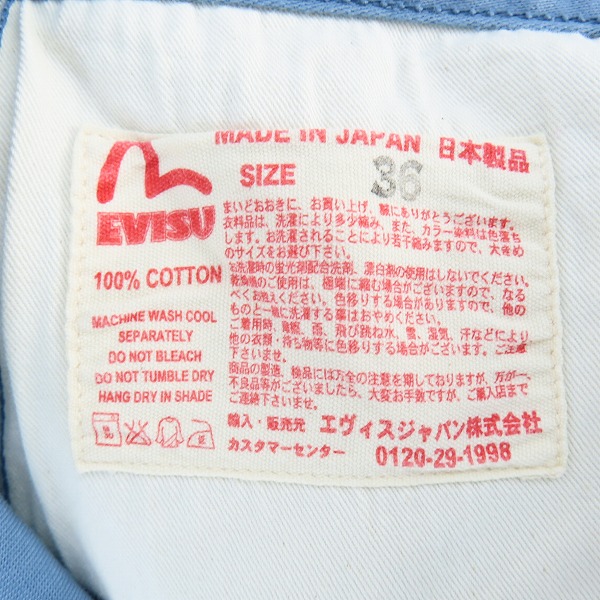 MADE IN JAPAN 日本製品
SIZE 36
EVISU
100% COTTON
MACHINE WASH COOL
SEPARATELY
DO NOT BLEACH
DO NOT TUMBLE DRY
HANG DRY IN SHADE
まいどおおきに、お買い上げ、誠にありがとうございます。
衣料品は、洗濯により多少縮み、また、カラー染料は色落ち
します。お洗濯されることにより若干縮みますので、大きめ
のサイズをお選び下さい。
お洗濯時の蛍光剤配合洗剤、漂白剤の使用はしないでください。
乾燥機のご使用は、極端に縮む場合がございますので、なる
べくお控えください。色移りする場合がありますので、他の
ものと一緒に洗濯する事はおやめください。
ご着用時、摩擦、雨、飛び跳ね水、雪、湿気、汗などにより
他の衣類・持ち物等に色移りする場合がございます。ご注意
下さいませ。
商品の製造、検品には万全の注意を期しておりますが、万が一、
不良品等がございましたら、大変お手数ですが、ご購入店まで
ご連絡下さいませ。
輸入・販売元 エヴィスジャパン株式会社
カスタマーセンター 0120-29-1998